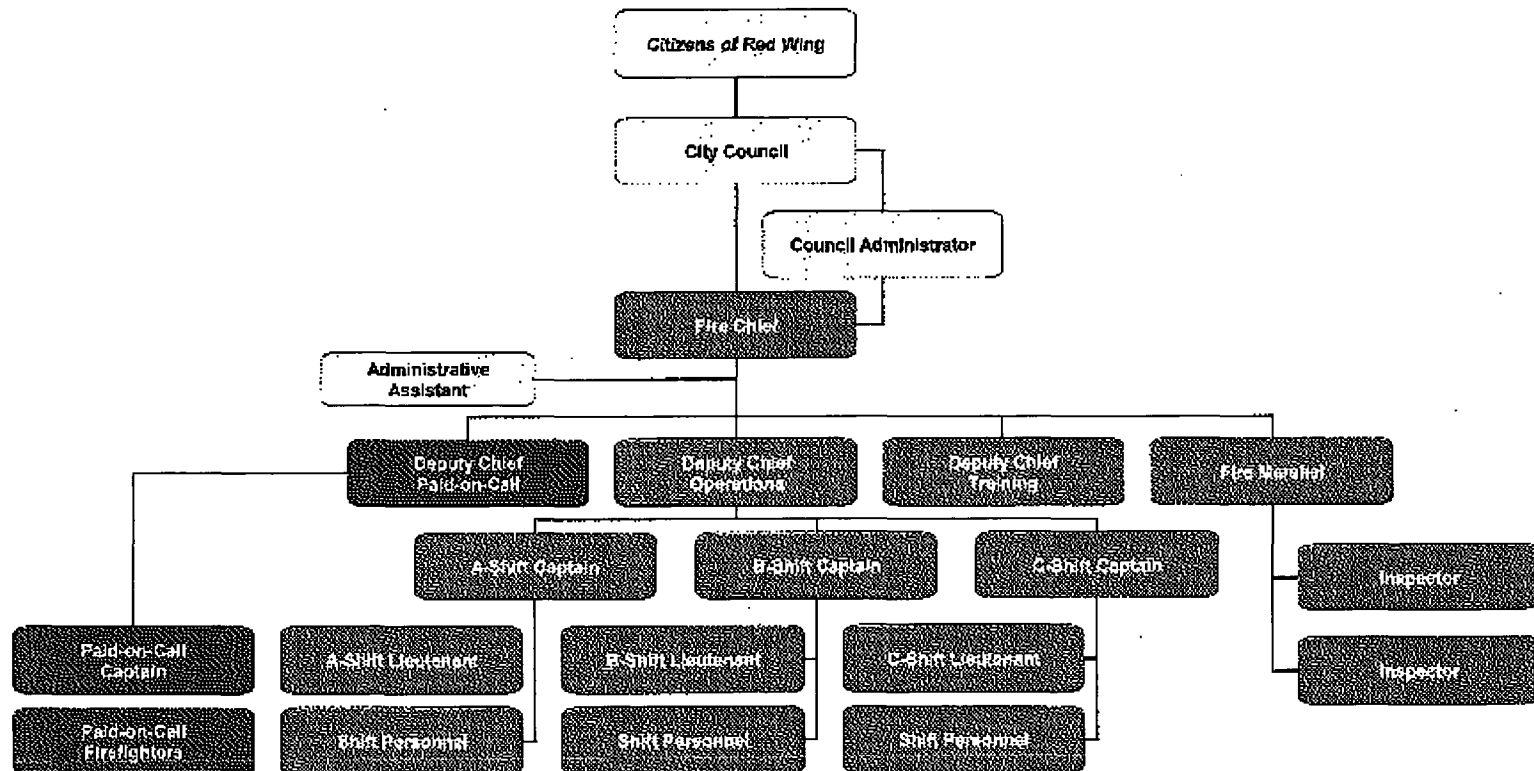 Citizens of Red Wing
City Council
Council Administrator
Fire Chief
Administrative
Assistant
Deputy Chief
Paid-on-Call
Deputy Chief
Operations
Deputy Chief
Training
Fire Marshal
A-Shift Captain
B-Shift Captain
C-Shift Captain
Inspector
Paid-on-Call
Captain
A-Shift Lieutenant
B-Shift Lieutenant
C-Shift Lieutenant
Inspector
Paid-on-Call
Firefighters
Shift Personnel
Shift Personnel
Shift Personnel